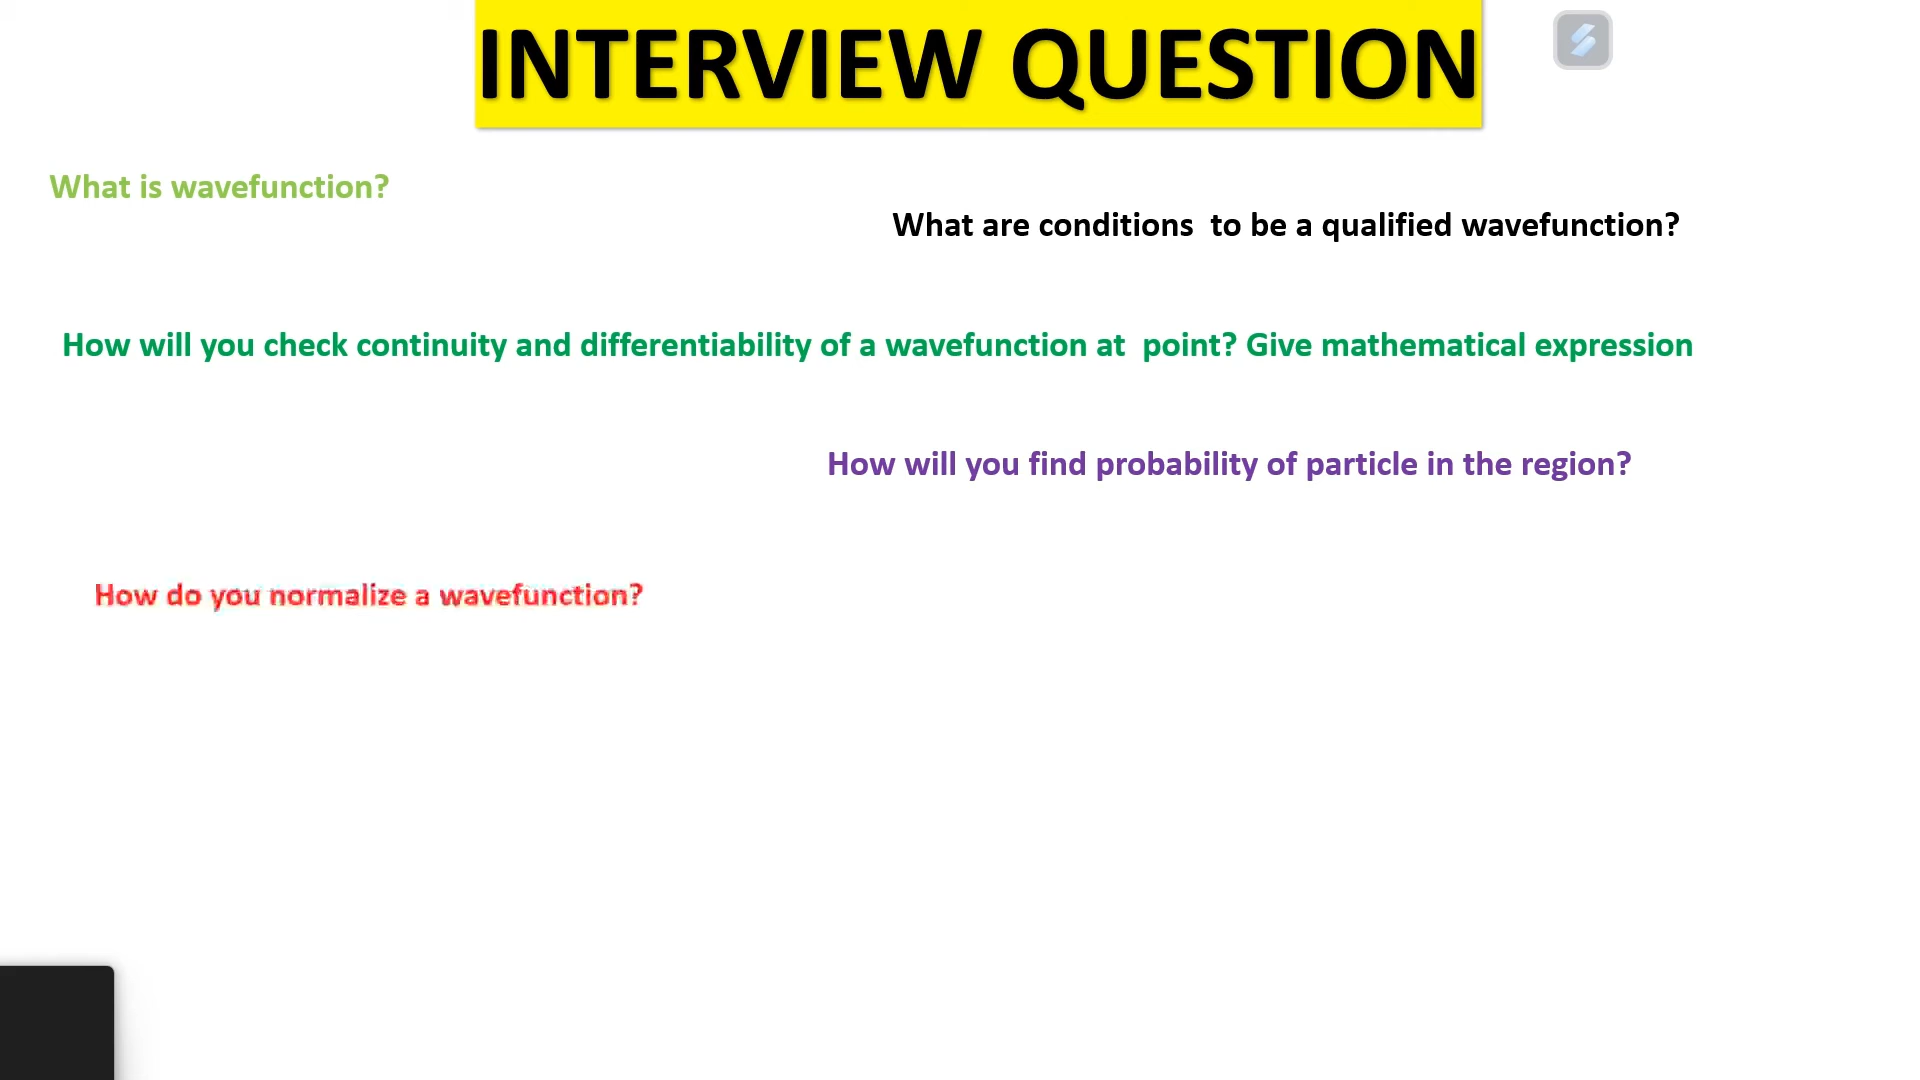 INTERVIEW QUESTION
What is wavefunction?
What are conditions  to be a qualified wavefunction?
How will you check continuity and differentiability of a wavefunction at  point? Give mathematical expression
How will you find probability of particle in the region?
How do you normalize a wavefunction?